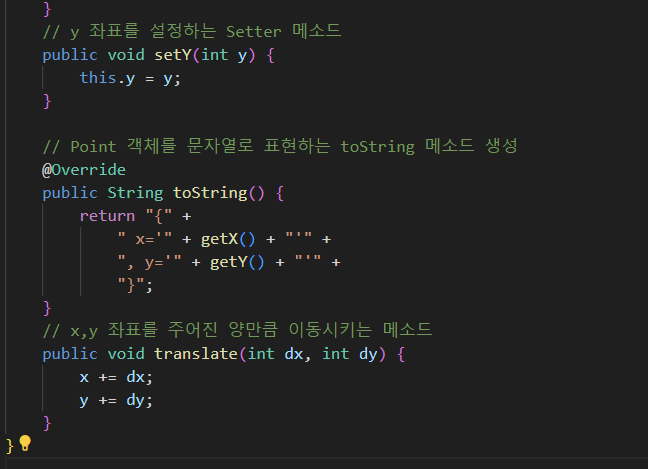 }
// y 좌표를 설정하는 Setter 메소드
public void setY(int y) {
this.y = y;
}
// Point 객체를 문자열로 표현하는 toString 메소드 생성
@Override
public String toString() {
return "{" +
" x='" + getX() + "'" +
", y='" + getY() + "'" +
"}";
}
// x,y 좌표를 주어진 양만큼 이동시키는 메소드
public void translate(int dx, int dy) {
x += dx;
y += dy;
}
}